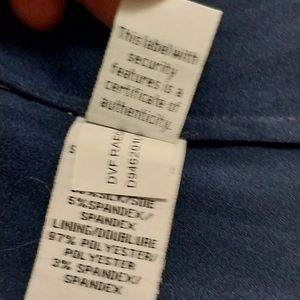 This label with
security
features is a
certificate of
authenticity.
S
DVF
5%SPANDEX/
SPANDEX
LINING/DOUBLURE
97% POLYESTER/
POLYESTER
3% SPANDEX/
SPANDEX